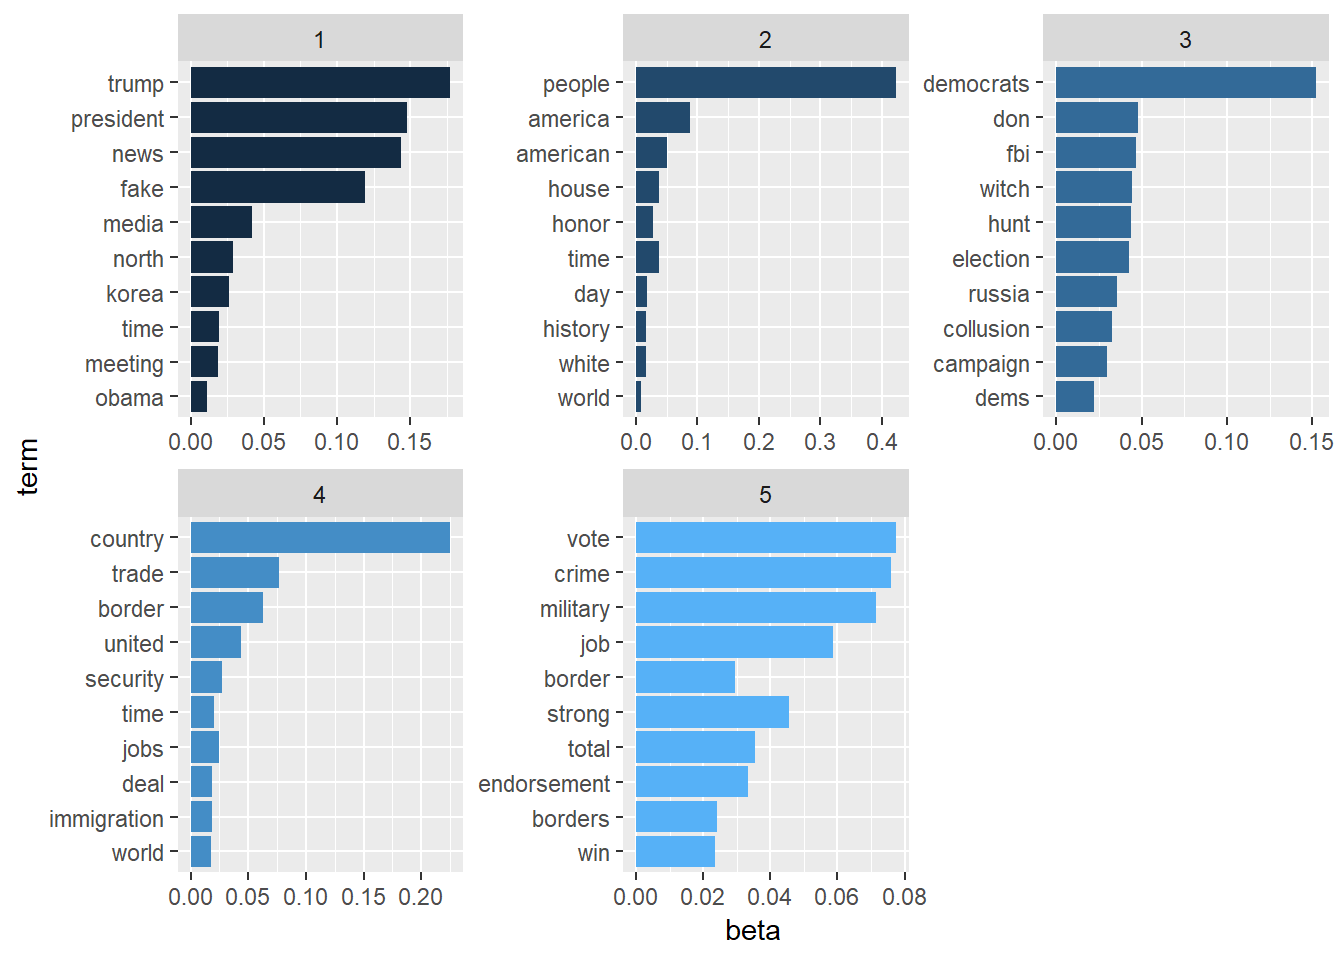 1
trump
president
news
fake
media
north
korea
time
meeting
obama
0.00 0.05 0.10 0.15
2
people
america
american
house
honor
time
day
history
white
world
0.0 0.1 0.2 0.3 0.4
3
democrats
don
fbi
witch
hunt
election
russia
collusion
campaign
dems
0.00 0.05 0.10 0.15
term
4
country
trade
border
united
security
time
jobs
deal
immigration
world
0.00 0.05 0.10 0.15 0.20
5
vote
crime
military
job
border
strong
total
endorsement
borders
win
0.00 0.02 0.04 0.06 0.08
beta